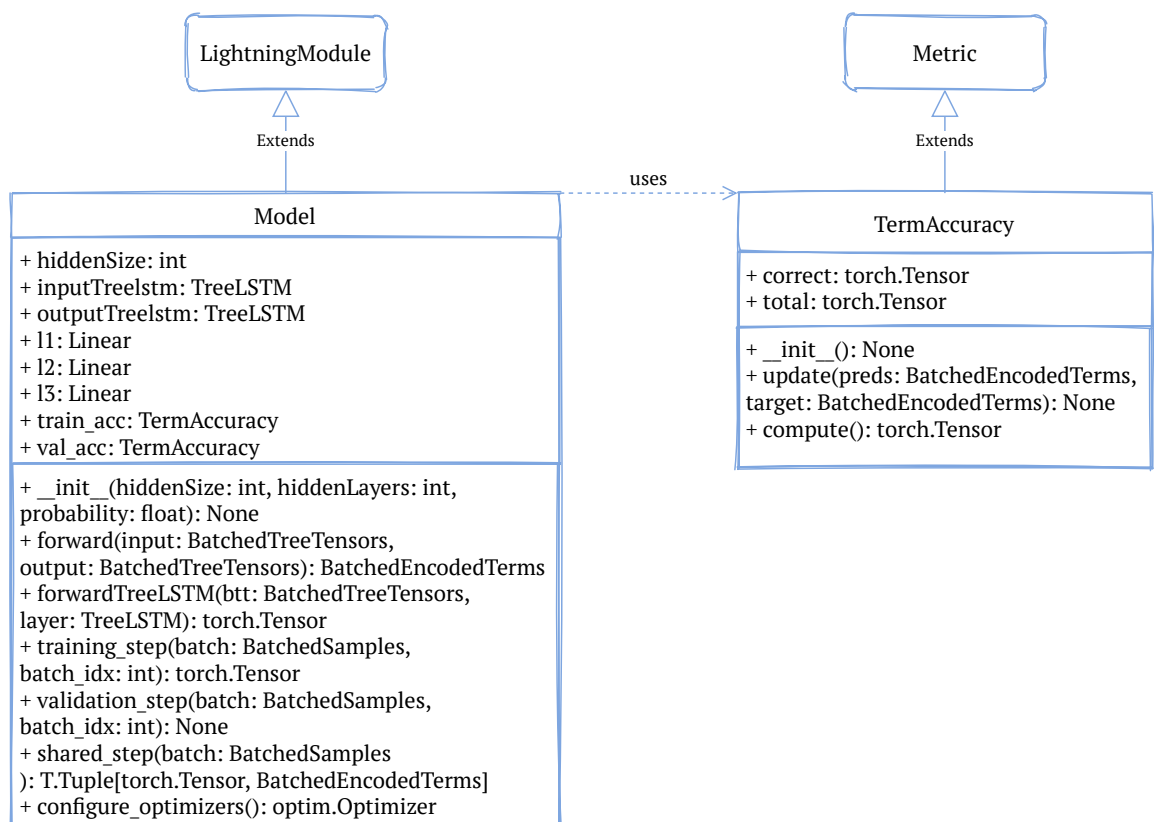 LightningModule
Metric
Extends
Extends
uses
Model
+ hiddenSize: int
+ inputTreelstm: TreeLSTM
+ outputTreelstm: TreeLSTM
+ l1: Linear
+ l2: Linear
+ l3: Linear
+ train_acc: TermAccuracy
+ val_acc: TermAccuracy
+ __init__(hiddenSize: int, hiddenLayers: int,
probability: float): None
+ forward(input: BatchedTreeTensors,
output: BatchedTreeTensors): BatchedEncodedTerms
+ forwardTreeLSTM(btt: BatchedTreeTensors,
layer: TreeLSTM): torch.Tensor
+ training_step(batch: BatchedSamples,
batch_idx: int): torch.Tensor
+ validation_step(batch: BatchedSamples,
batch_idx: int): None
+ shared_step(batch: BatchedSamples
): T.Tuple[torch.Tensor, BatchedEncodedTerms]
+ configure_optimizers(): optim.Optimizer
TermAccuracy
+ correct: torch.Tensor
+ total: torch.Tensor
+ __init__(): None
+ update(preds: BatchedEncodedTerms,
target: BatchedEncodedTerms): None
+ compute(): torch.Tensor